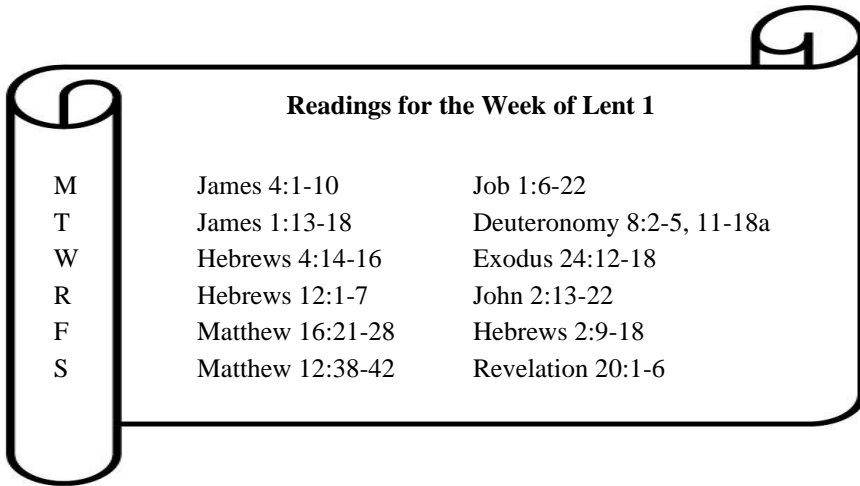 Readings for the Week of Lent 1
M James 4:1-10 Job 1:6-22
T James 1:13-18 Deuteronomy 8:2-5, 11-18a
W Hebrews 4:14-16 Exodus 24:12-18
R Hebrews 12:1-7 John 2:13-22
F Matthew 16:21-28 Hebrews 2:9-18
S Matthew 12:38-42 Revelation 20:1-6